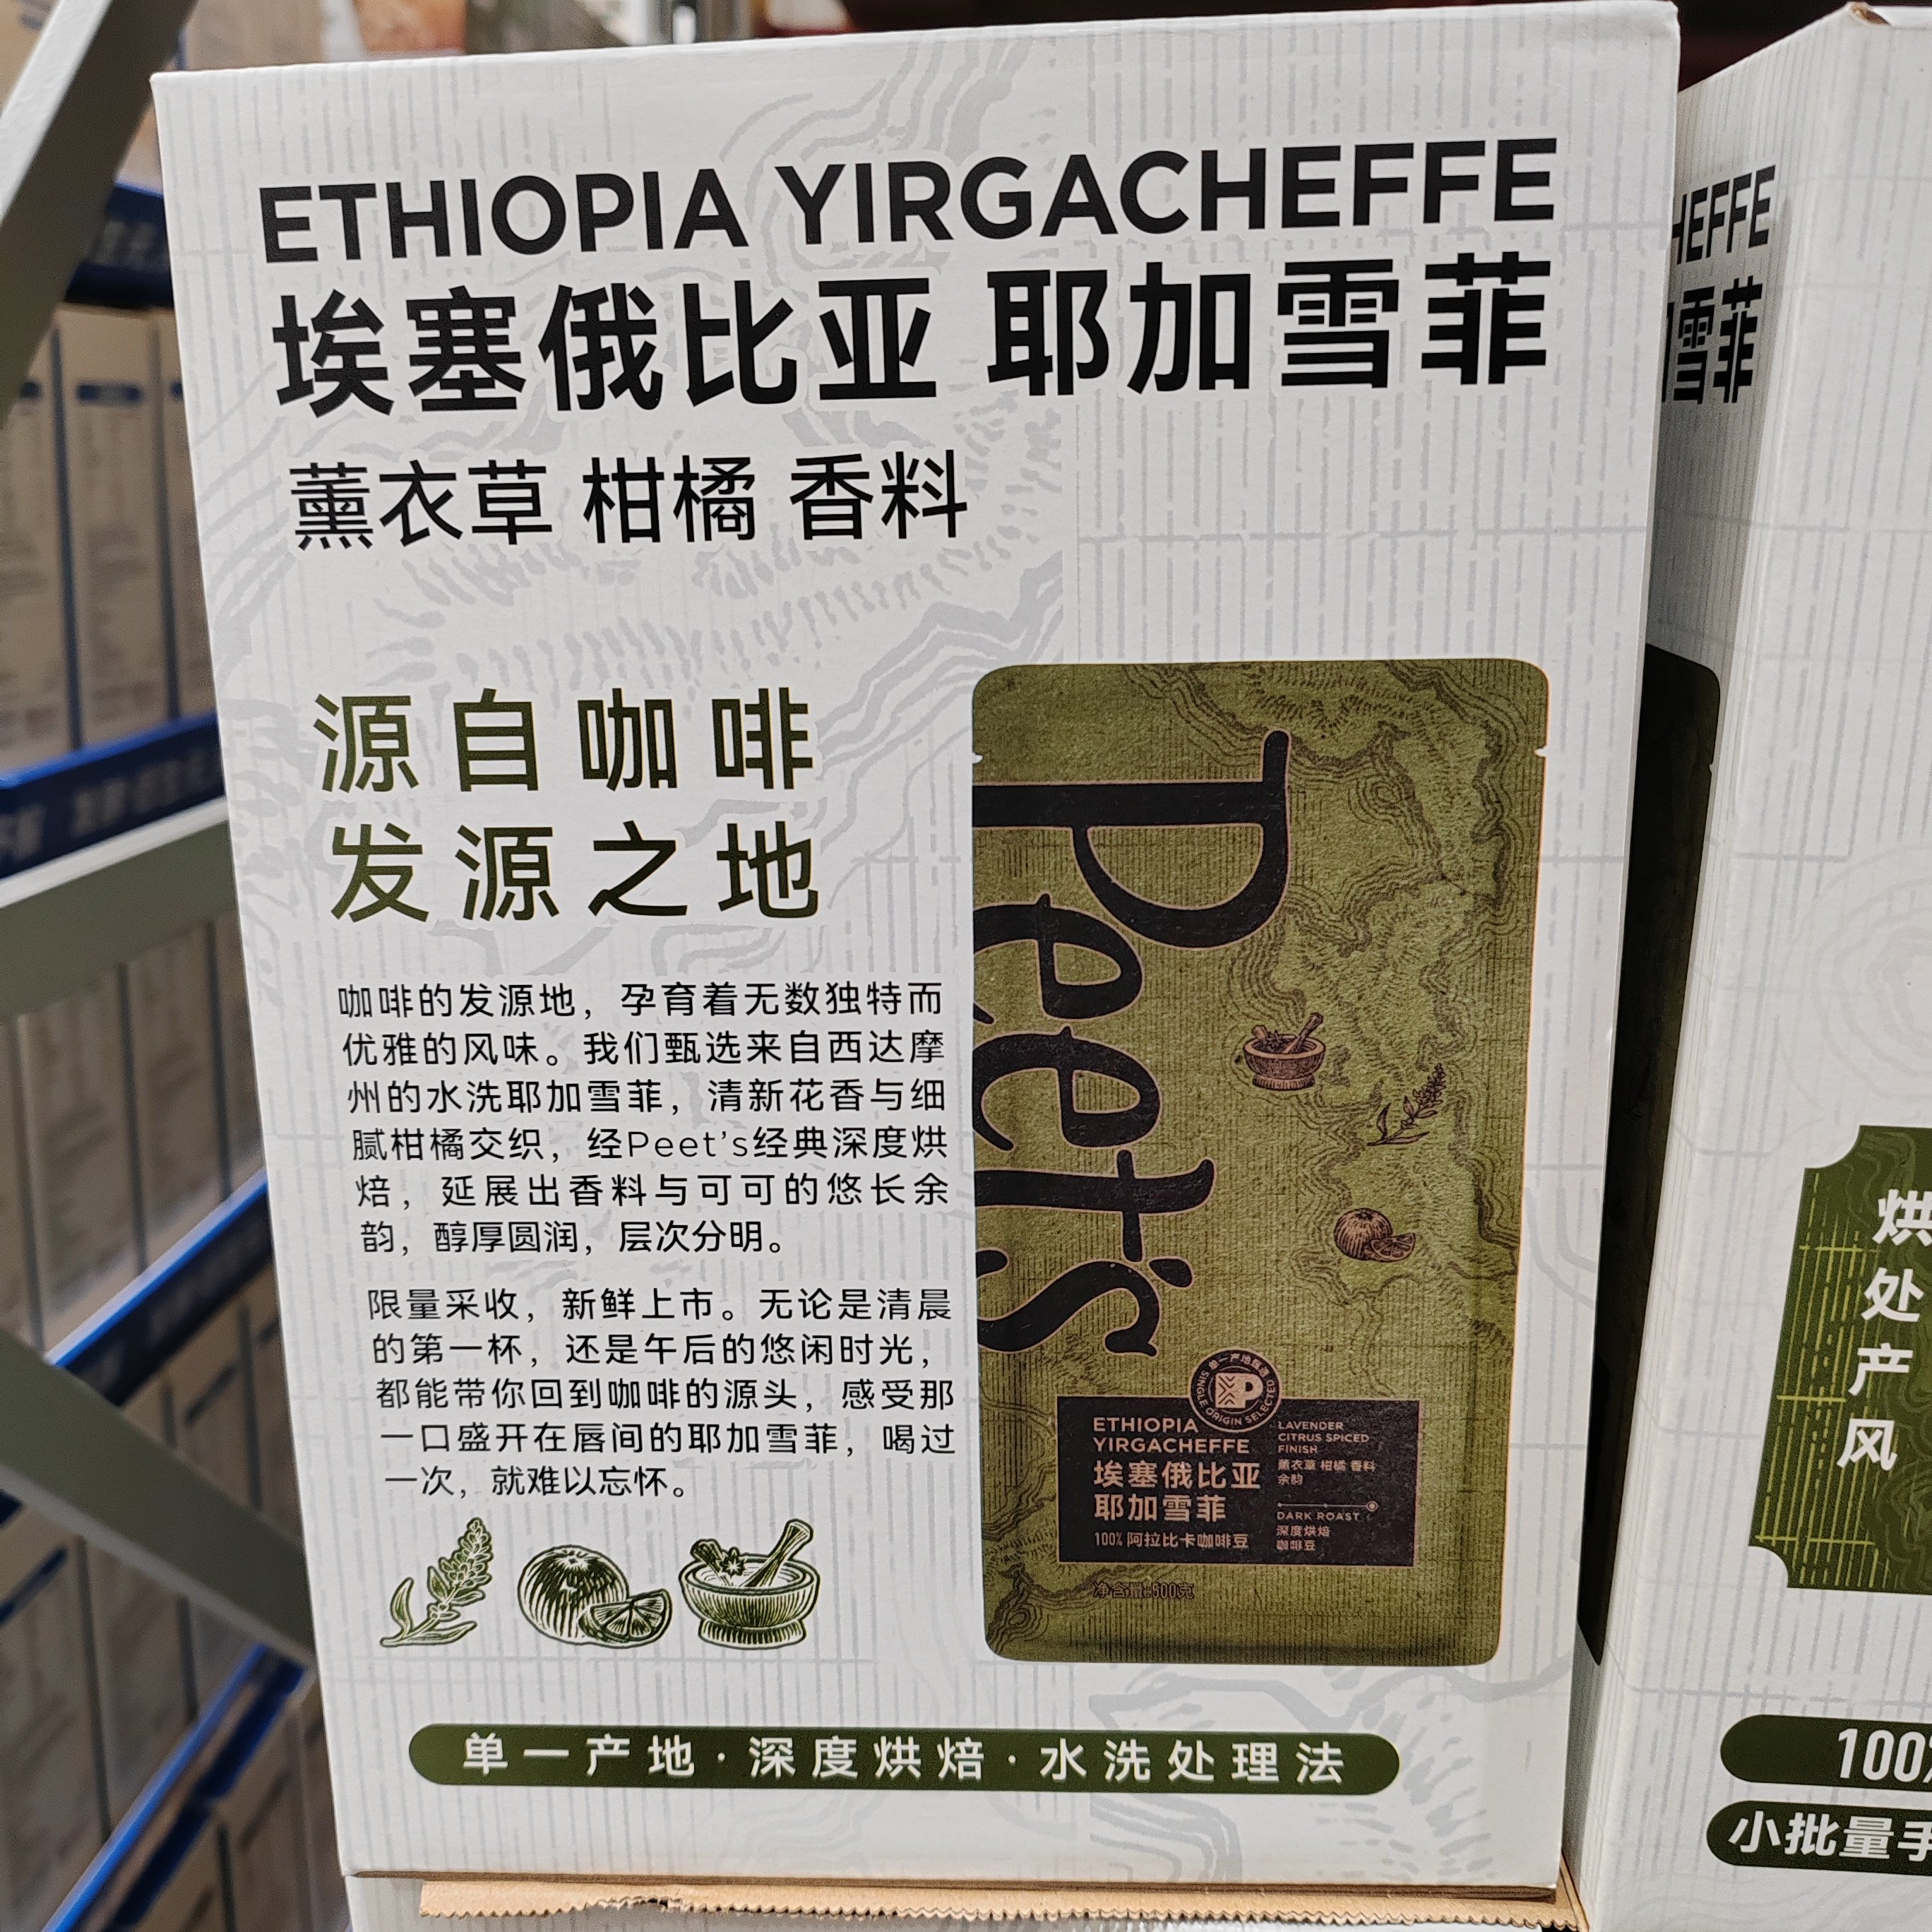 ETHIOPIA YIRGACHEFFE
埃塞俄比亚 耶加雪菲
薰衣草 柑橘 香料
源自咖啡
发源之地
咖啡的发源地，孕育着无数独特而
优雅的风味。我们甄选来自西达摩
州的水洗耶加雪菲，清新花香与细
腻柑橘交织，经Peet's经典深度烘
焙，延展出香料与可可的悠长余
韵，醇厚圆润，层次分明。
限量采收，新鲜上市。无论是清晨
的第一杯，还是午后的悠闲时光，
都能带你回到咖啡的源头，感受那
一口盛开在唇间的耶加雪菲，喝过
一次，就难以忘怀。
Peet's
SINGLE ORIGIN SELECTED
ETHIOPIA
YIRGACHEFFE
埃塞俄比亚
耶加雪菲
100% 阿拉比卡咖啡豆
LAVENDER
CITRUS SPICED
FINISH
薰衣草 柑橘 香料
余韵
DARK ROAST
深度烘焙
咖啡豆
净含量:500克
单一产地·深度烘焙·水洗处理法
HEFFE
雪菲
烘
处
产
风
100%
小批量手